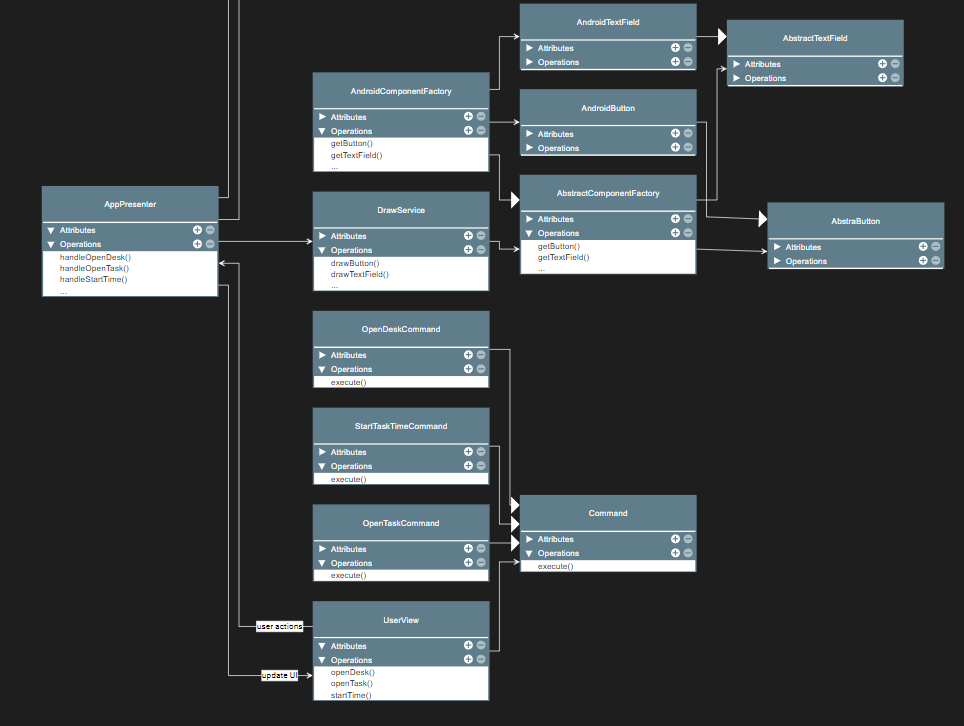 AndroidTextField
Attributes
Operations
AbstractTextField
Attributes
Operations
AndroidComponentFactory
Attributes
Operations
getButton()
getTextField()
...
AndroidButton
Attributes
Operations
AbstractComponentFactory
Attributes
Operations
getButton()
getTextField()
...
AppPresenter
Attributes
Operations
handleOpenDesk()
handleOpenTask()
handleStartTime()
...
DrawService
Attributes
Operations
drawButton()
drawTextField()
...
AbstraButton
Attributes
Operations
OpenDeskCommand
Attributes
Operations
execute()
StartTaskTimeCommand
Attributes
Operations
execute()
OpenTaskCommand
Attributes
Operations
execute()
Command
Attributes
Operations
execute()
user actions
update UI
UserView
Attributes
Operations
openDesk()
openTask()
startTime()